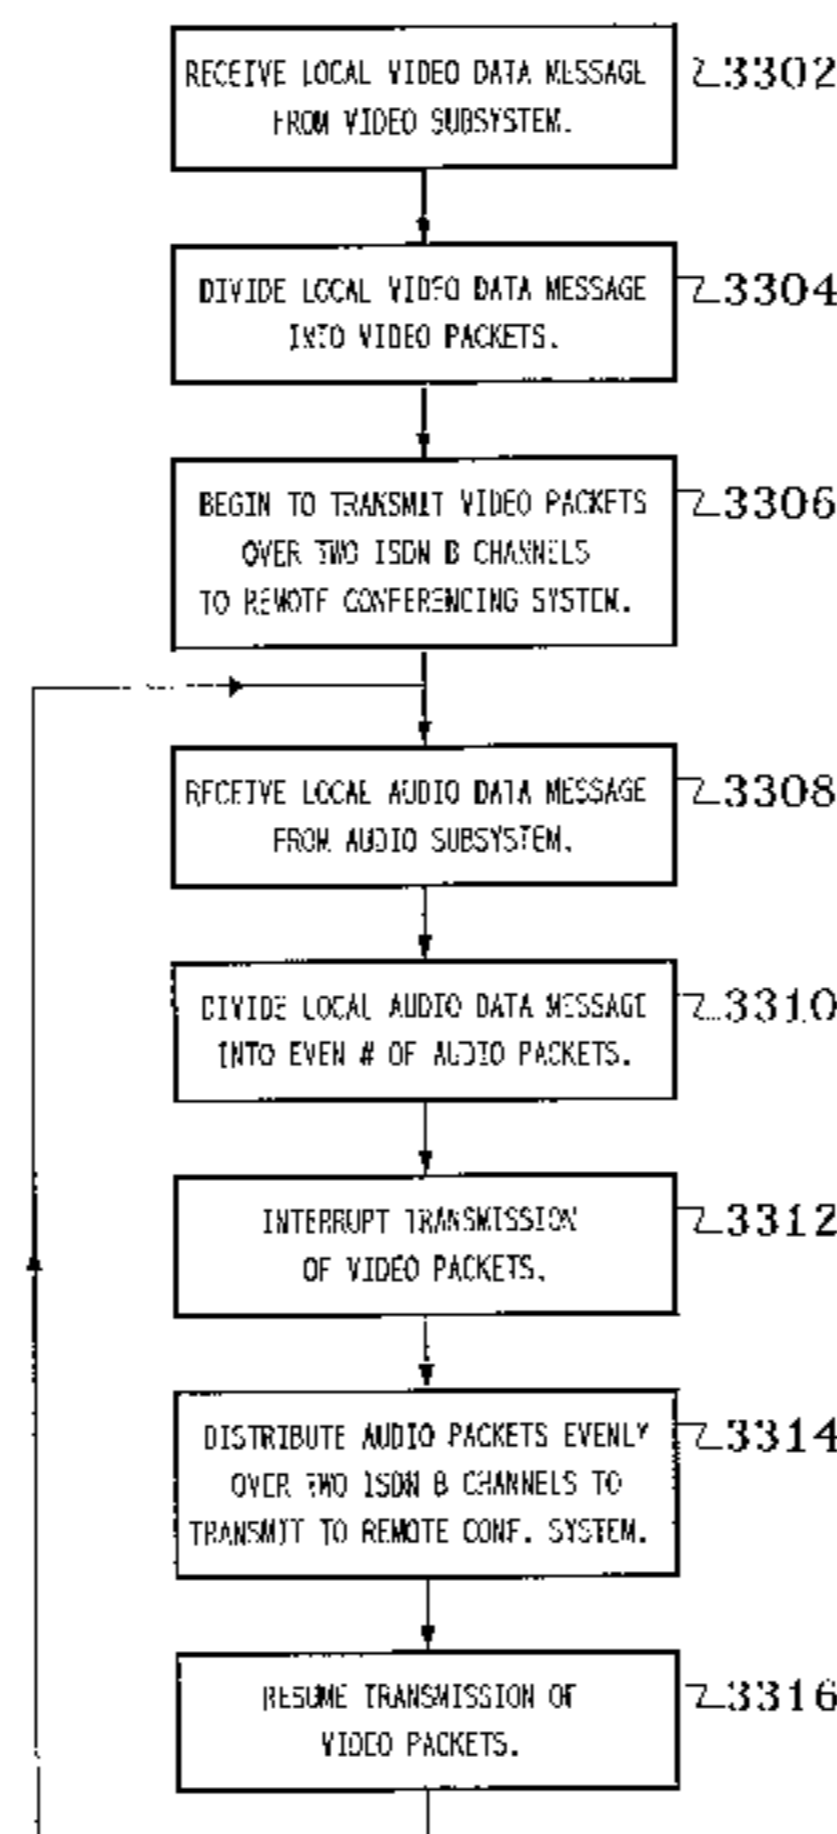 RECEIVE LOCAL VIDEO DATA MESSAGE
FROM VIDEO SUBSYSTEM.
3302
DIVIDE LOCAL VIDEO DATA MESSAGE
INTO VIDEO PACKETS.
3304
BEGIN TO TRANSMIT VIDEO PACKETS
OVER TWO ISDN B CHANNELS
TO REMOTE CONFERENCING SYSTEM.
3306
RECEIVE LOCAL AUDIO DATA MESSAGE
FROM AUDIO SUBSYSTEM.
3308
DIVIDE LOCAL AUDIO DATA MESSAGE
INTO EVEN # OF AUDIO PACKETS.
3310
INTERRUPT TRANSMISSION
OF VIDEO PACKETS.
3312
DISTRIBUTE AUDIO PACKETS EVENLY
OVER TWO ISDN B CHANNELS TO
TRANSMIT TO REMOTE CONF. SYSTEM.
3314
RESUME TRANSMISSION OF
VIDEO PACKETS.
3316